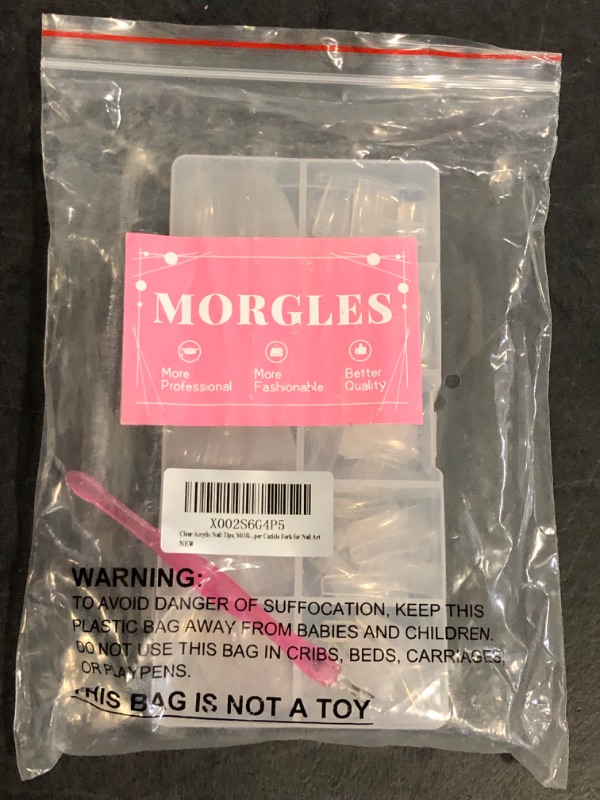 MORGLES
More Professional
More Fashionable
Better Quality
X002S6G4P5
Clear Acrylic Nail Tips, MOR...per Cuticle Fork for Nail Art
NEW
WARNING:
TO AVOID DANGER OF SUFFOCATION, KEEP THIS
PLASTIC BAG AWAY FROM BABIES AND CHILDREN.
DO NOT USE THIS BAG IN CRIBS, BEDS, CARRIAGES,
OR PLAYPENS.
THIS BAG IS NOT A TOY